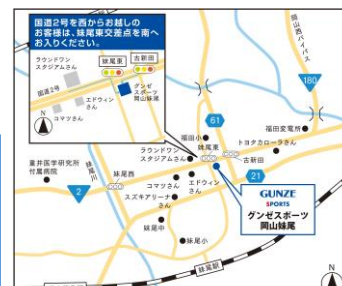 国道2号を西からお越しの
お客様は、妹尾東交差点を南へ
お入りください。
ラウンドワン
スタジアムさん
妹尾東
古新田
国道2号
グンゼ
スポーツ
岡山妹尾
エドウィン
さん
コマツさん
N
岡山西バイパス
180
61
福田小
妹尾東
福田変電所
トヨタカローラさん
ラウンドワン
スタジアムさん
古新田
重井医学研究所
付属病院
妹尾川
妹尾西
2
コマツさん
エドウィン
さん
21
スズキアリーナ
さん
GUNZE
SPORTS
グンゼスポーツ
岡山妹尾
妹尾中
妹尾小
妹尾駅
N